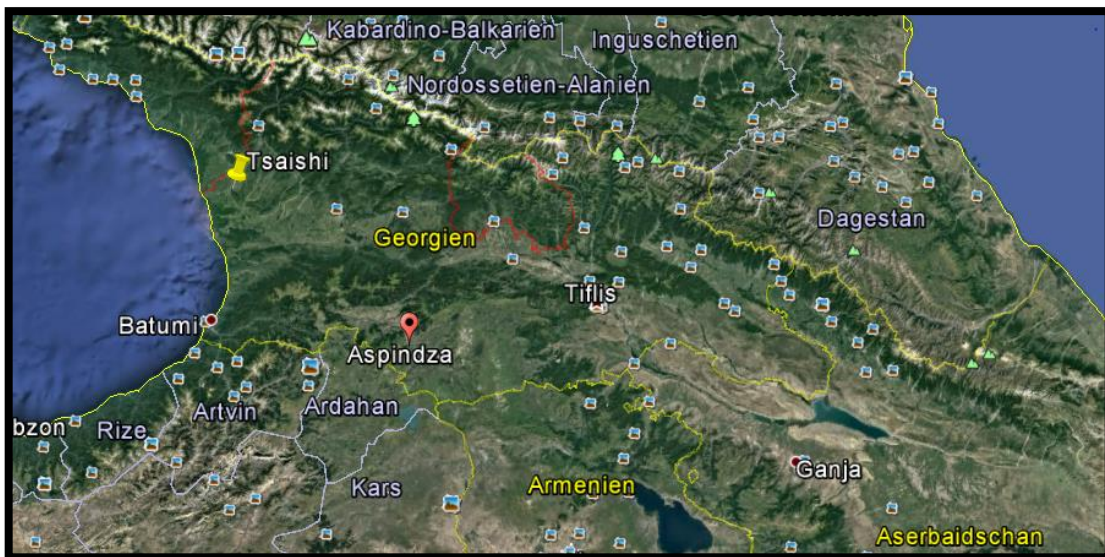 Kabardino-Balkarien
Inguschetien
Nordossetien-Alanien
Tsaishi
Dagestan
Georgien
Tiflis
Batumi
Aspindza
Artvin
Ardahan
bzon
Rize
Kars
Armenien
Ganja
Aserbaidschan